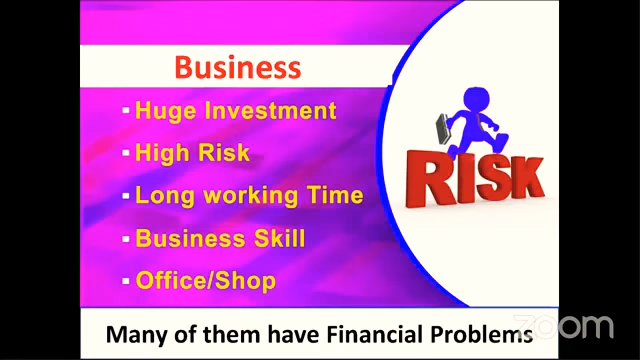 Business
▪ Huge Investment
▪ High Risk
▪ Long working Time
▪ Business Skill
▪ Office/Shop
RISK
Many of them have Financial Problems
zoom